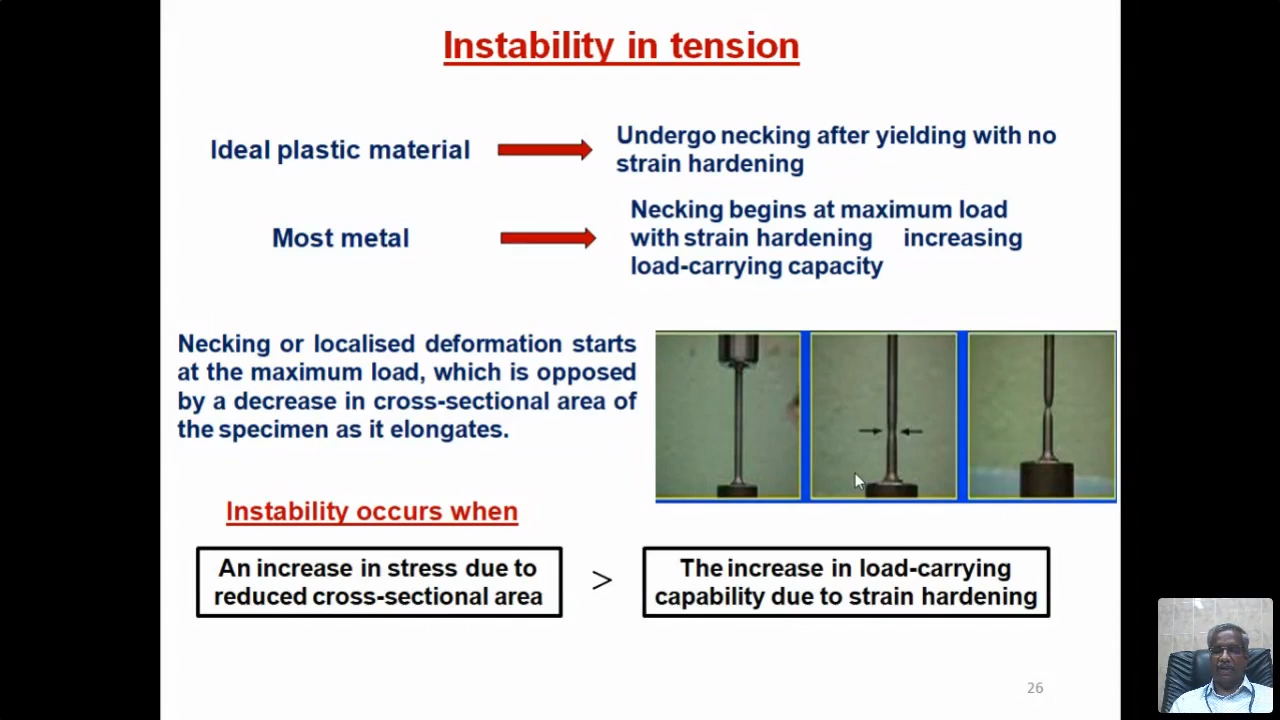 Instability in tension
Ideal plastic material
Undergo necking after yielding with no
strain hardening
Most metal
Necking begins at maximum load
with strain hardening increasing
load-carrying capacity
Necking or localised deformation starts
at the maximum load, which is opposed
by a decrease in cross-sectional area of
the specimen as it elongates.
Instability occurs when
An increase in stress due to
reduced cross-sectional area
>
The increase in load-carrying
capability due to strain hardening
26